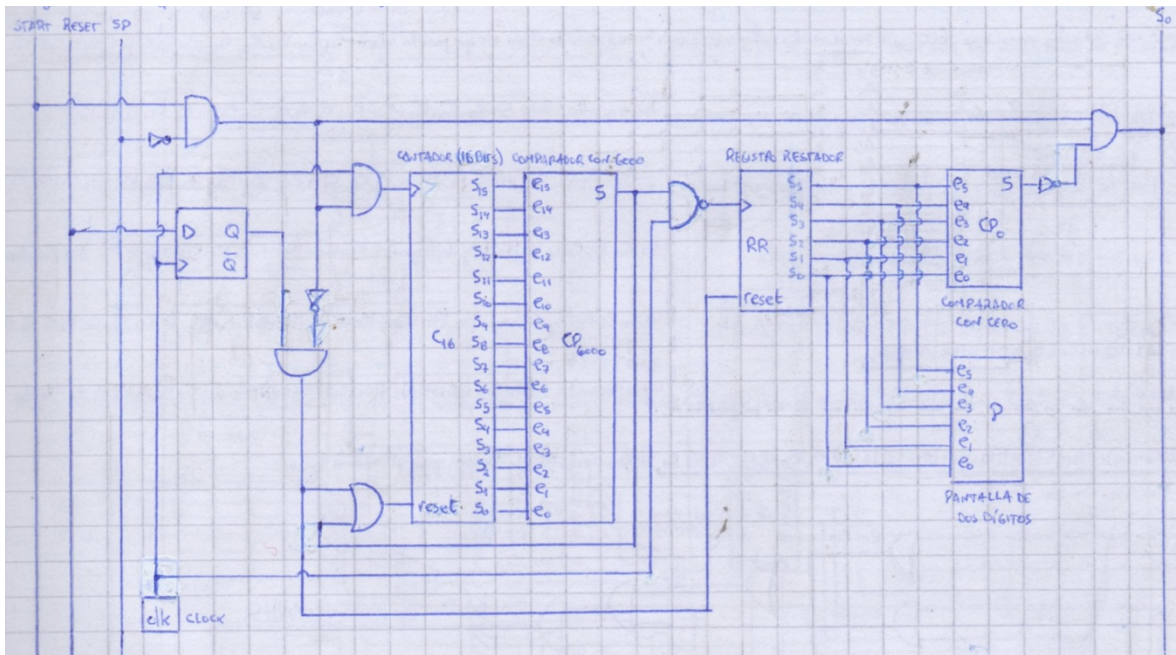 START RESET SP
S₀
CONTADOR (16 BITS) COMPARADOR CON 6000
REGISTRO RESTADOR
D Q
Q̅
S₁₅ e₁₅ S
S₁₄ e₁₄
S₁₃ e₁₃
S₁₂ e₁₂
S₁₁ e₁₁
S₁₀ e₁₀
S₉ e₉
C₁₆ S₈ e₈ CP₆₀₀₀
S₇ e₇
S₆ e₆
S₅ e₅
S₄ e₄
S₃ e₃
S₂ e₂
S₁ e₁
reset S₀ e₀
S₅
S₄
S₃
RR S₂
S₁
S₀
reset
e₅ S
e₄
e₃ CP₀
e₂
e₁
e₀
COMPARADOR
CON CERO
e₅
e₄
e₃ P
e₂
e₁
e₀
PANTALLA DE
DOS DÍGITOS
clk CLOCK